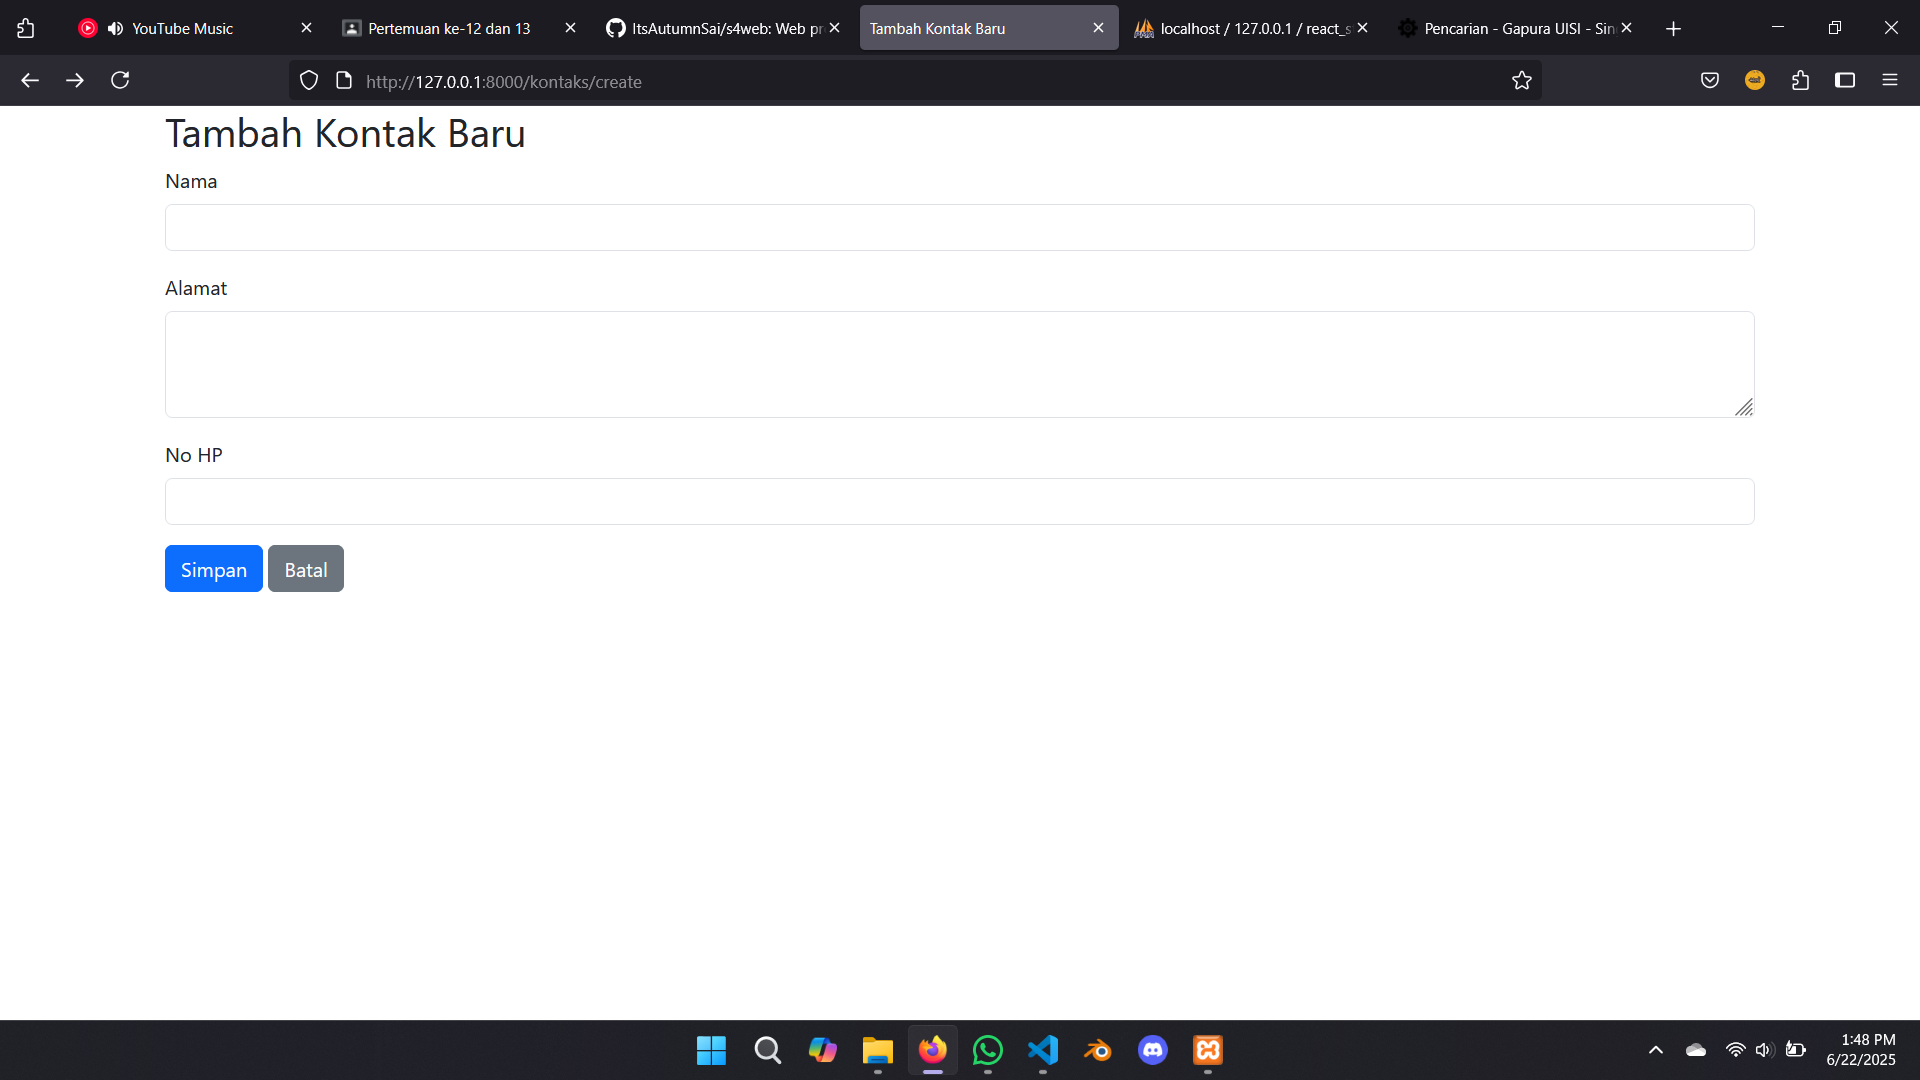 YouTube Music
Pertemuan ke-12 dan 13
ItsAutumnSai/s4web: Web pr
Tambah Kontak Baru
localhost / 127.0.0.1 / react_s
Pencarian - Gapura UISI - Sin
http://127.0.0.1:8000/kontaks/create
Tambah Kontak Baru
Nama
Alamat
No HP
Simpan
Batal
1:48 PM
6/22/2025